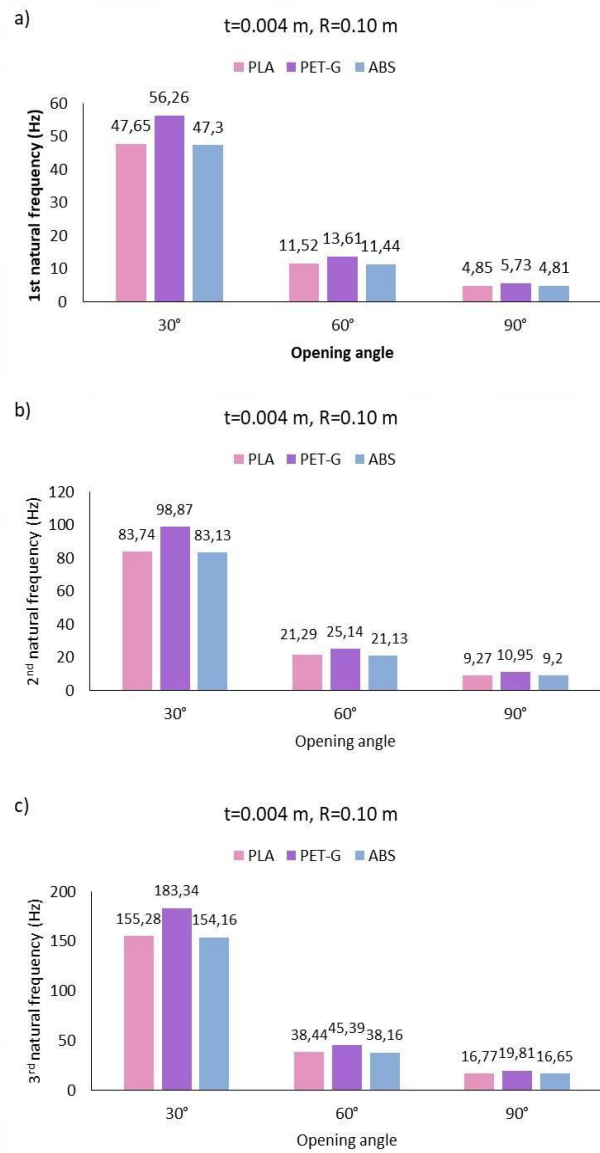 a)
t=0.004 m, R=0.10 m
PLA PET-G ABS
1st natural frequency (Hz)
60
50
40
30
20
10
0
47,65 56,26 47,3
11,52 13,61 11,44
4,85 5,73 4,81
30° 60° 90°
Opening angle
b)
t=0.004 m, R=0.10 m
PLA PET-G ABS
2nd natural frequency (Hz)
120
100
80
60
40
20
0
83,74 98,87 83,13
21,29 25,14 21,13
9,27 10,95 9,2
30° 60° 90°
Opening angle
c)
t=0.004 m, R=0.10 m
PLA PET-G ABS
3rd natural frequency (Hz)
200
150
100
50
0
155,28 183,34 154,16
38,44 45,39 38,16
16,77 19,81 16,65
30° 60° 90°
Opening angle